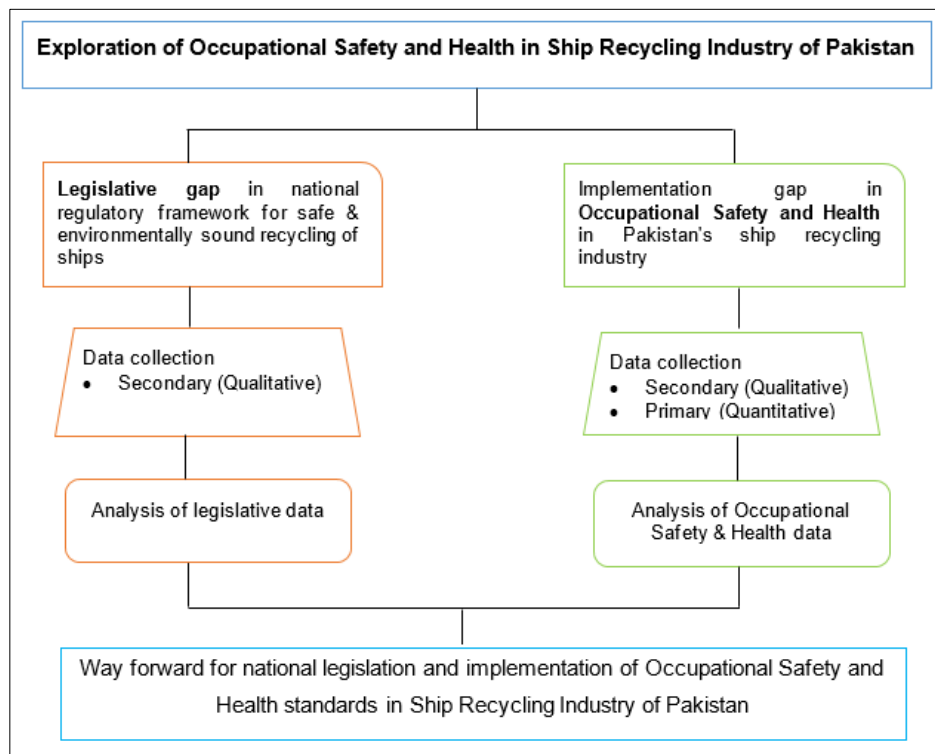 Exploration of Occupational Safety and Health in Ship Recycling Industry of Pakistan
Legislative gap in national
regulatory framework for safe &
environmentally sound recycling of
ships
Implementation gap in
Occupational Safety and Health
in Pakistan's ship recycling
industry
Data collection
• Secondary (Qualitative)
Data collection
• Secondary (Qualitative)
• Primary (Quantitative)
Analysis of legislative data
Analysis of Occupational
Safety & Health data
Way forward for national legislation and implementation of Occupational Safety and
Health standards in Ship Recycling Industry of Pakistan